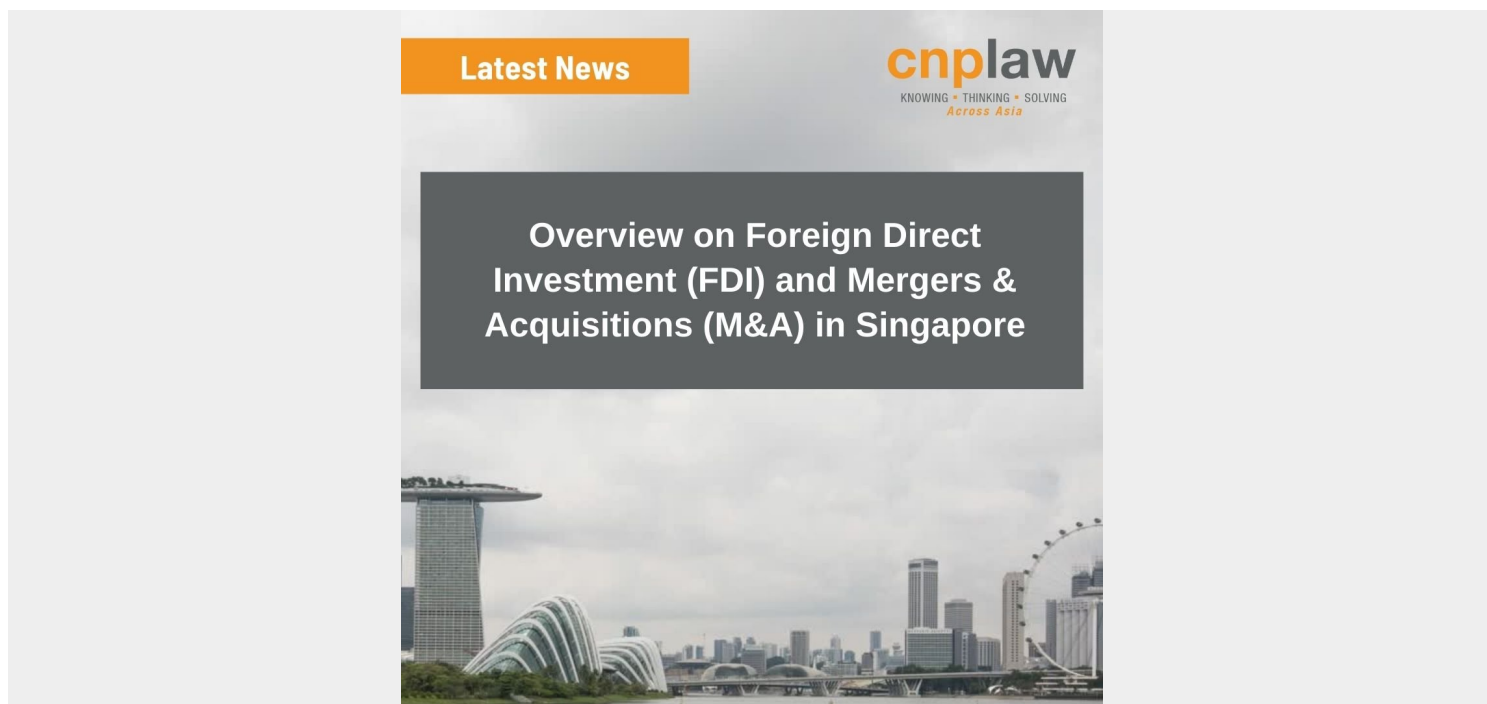 Latest News
cnplaw
KNOWING ▪ THINKING ▪ SOLVING
Across Asia
Overview on Foreign Direct
Investment (FDI) and Mergers &
Acquisitions (M&A) in Singapore